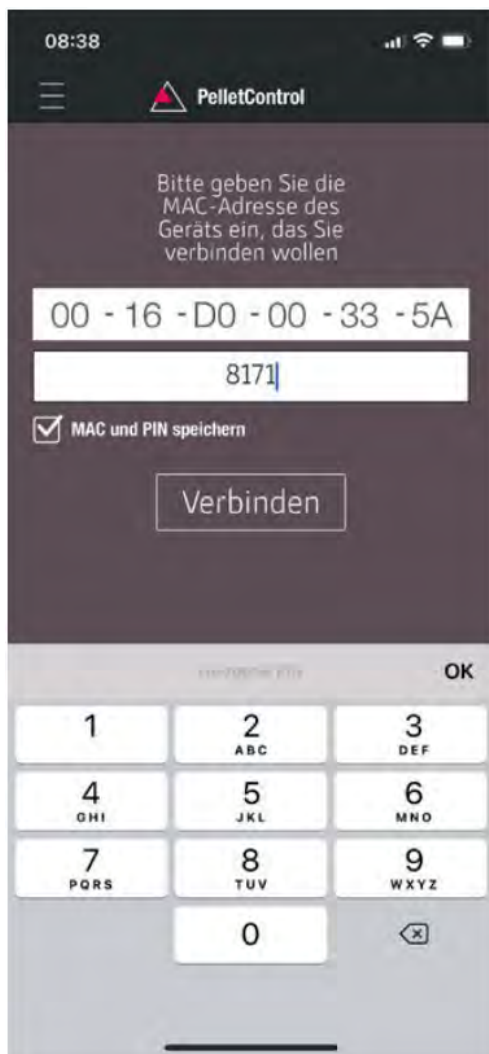 08:38
PelletControl
Bitte geben Sie die
MAC-Adresse des
Geräts ein, das Sie
verbinden wollen
00 - 16 - D0 - 00 - 33 - 5A
8171
MAC und PIN speichern
Verbinden
OK
1
2
ABC
3
DEF
4
GHI
5
JKL
6
MNO
7
PQRS
8
TUV
9
WXYZ
0